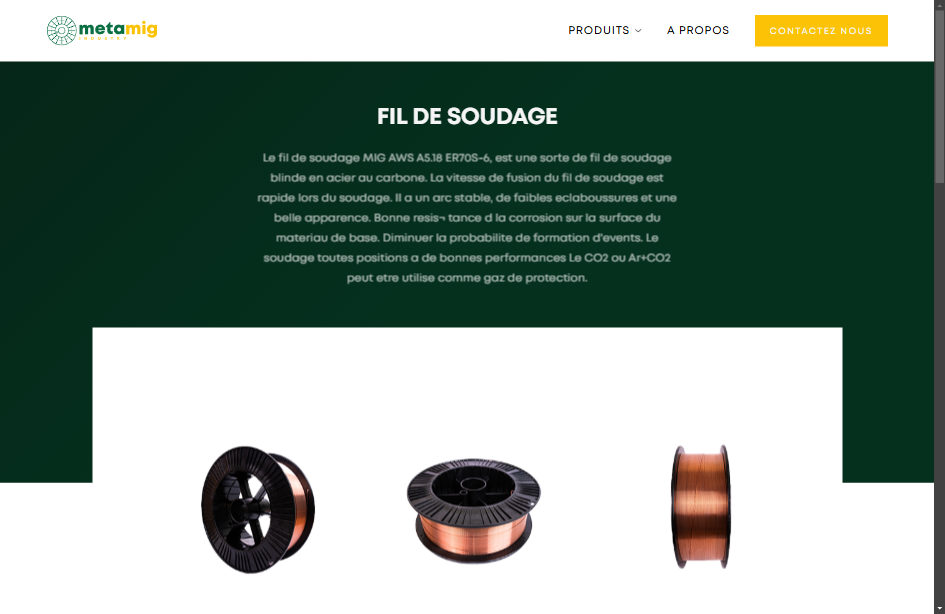 metamig
INDUSTRY
PRODUITS
A PROPOS
CONTACTEZ NOUS
FIL DE SOUDAGE
Le fil de soudage MIG AWS A5.18 ER70S-6, est une sorte de fil de soudage
blinde en acier au carbone. La vitesse de fusion du fil de soudage est
rapide lors du soudage. Il a un arc stable, de faibles eclaboussures et une
belle apparence. Bonne resis¬ tance d la corrosion sur la surface du
materiau de base. Diminuer la probabilite de formation d'events. Le
soudage toutes positions a de bonnes performances Le CO2 ou Ar+CO2
peut etre utilise comme gaz de protection.